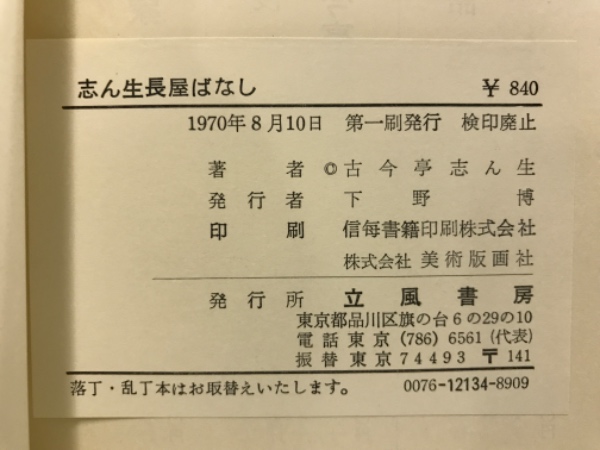 志ん生長屋ばなし ￥ 840
1970年8月10日 第一刷発行 検印廃止
著者 ©古今亭志ん生
発行者 下野博
印刷 信毎書籍印刷株式会社
株式会社 美術版画社
発行所 立風書房
東京都品川区旗の台6の29の10
電話東京 (786) 6561 (代表)
振替東京74493 〒141
落丁・乱丁本はお取替えいたします。 0076-12134-8909